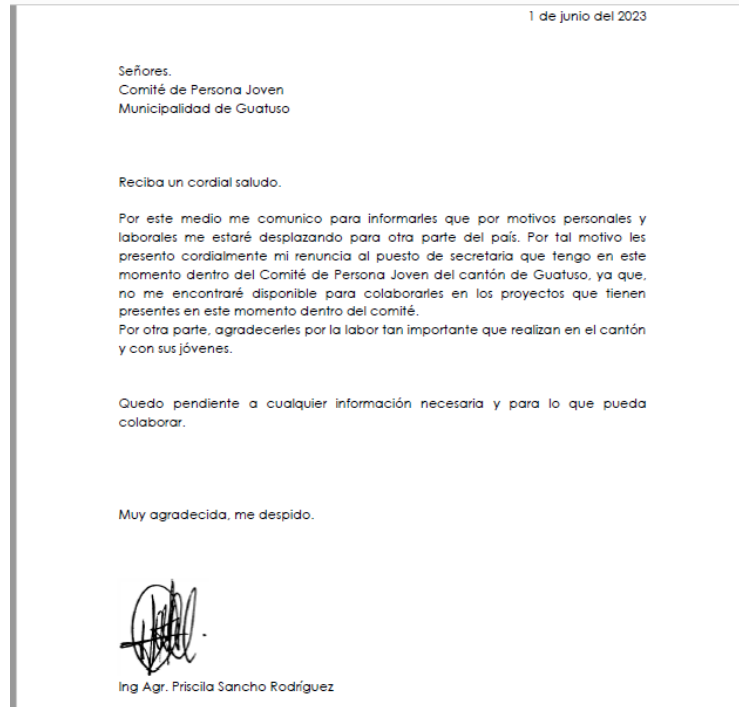 1 de junio del 2023
Señores.
Comité de Persona Joven
Municipalidad de Guatuso
Reciba un cordial saludo.
Por este medio me comunico para informarles que por motivos personales y
laborales me estaré desplazando para otra parte del país. Por tal motivo les
presento cordialmente mi renuncia al puesto de secretaria que tengo en este
momento dentro del Comité de Persona Joven del cantón de Guatuso, ya que,
no me encontraré disponible para colaborarles en los proyectos que tienen
presentes en este momento dentro del comité.
Por otra parte, agradecerles por la labor tan importante que realizan en el cantón
y con sus jóvenes.
Quedo pendiente a cualquier información necesaria y para lo que pueda
colaborar.
Muy agradecida, me despido.
Ing Agr. Priscila Sancho Rodríguez